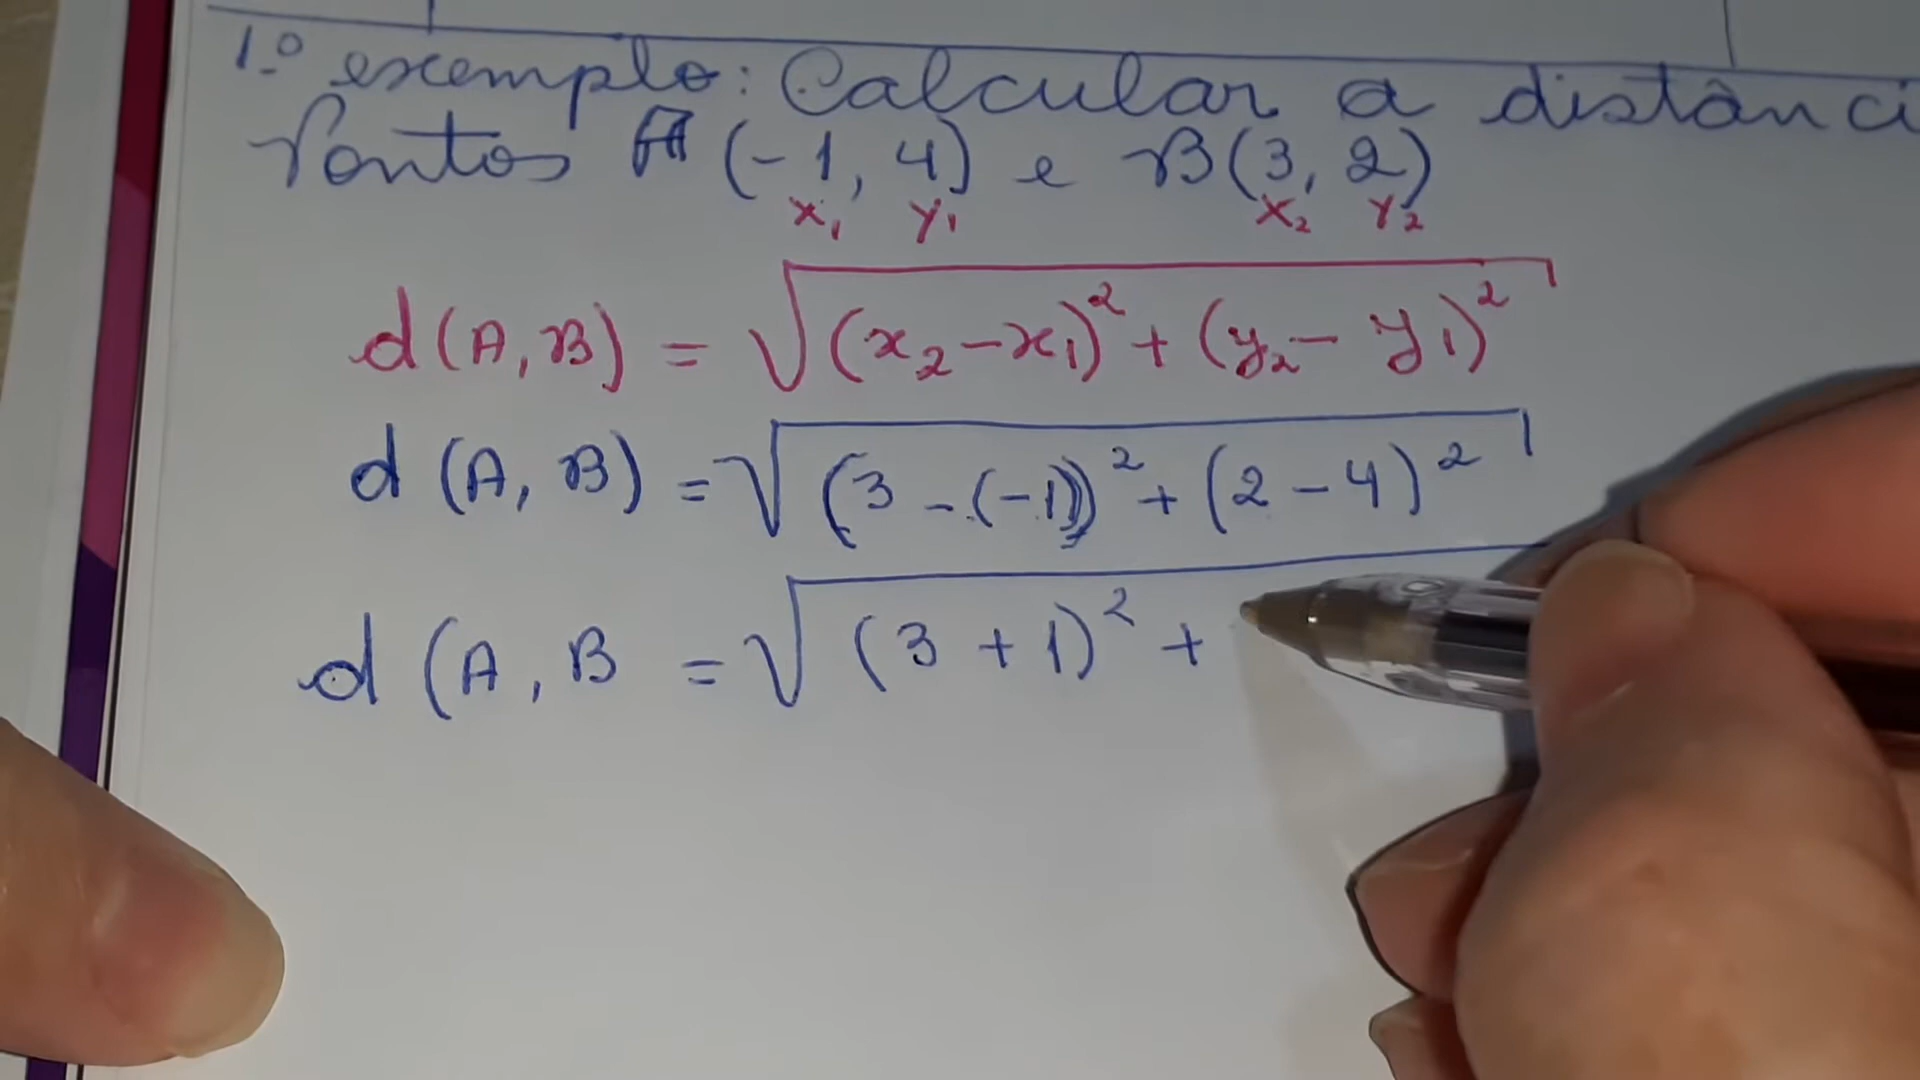 1.º exemplo: Calcular a distânci
Pontos A (-1, 4) e B(3, 2)
x₁ y₁ x₂ y₂
d(A,B) = √(x₂-x₁)² + (y₂- y₁)²
d (A, B) = √(3 - (-1))² + (2 - 4)²
d (A, B = √(3 + 1)² +